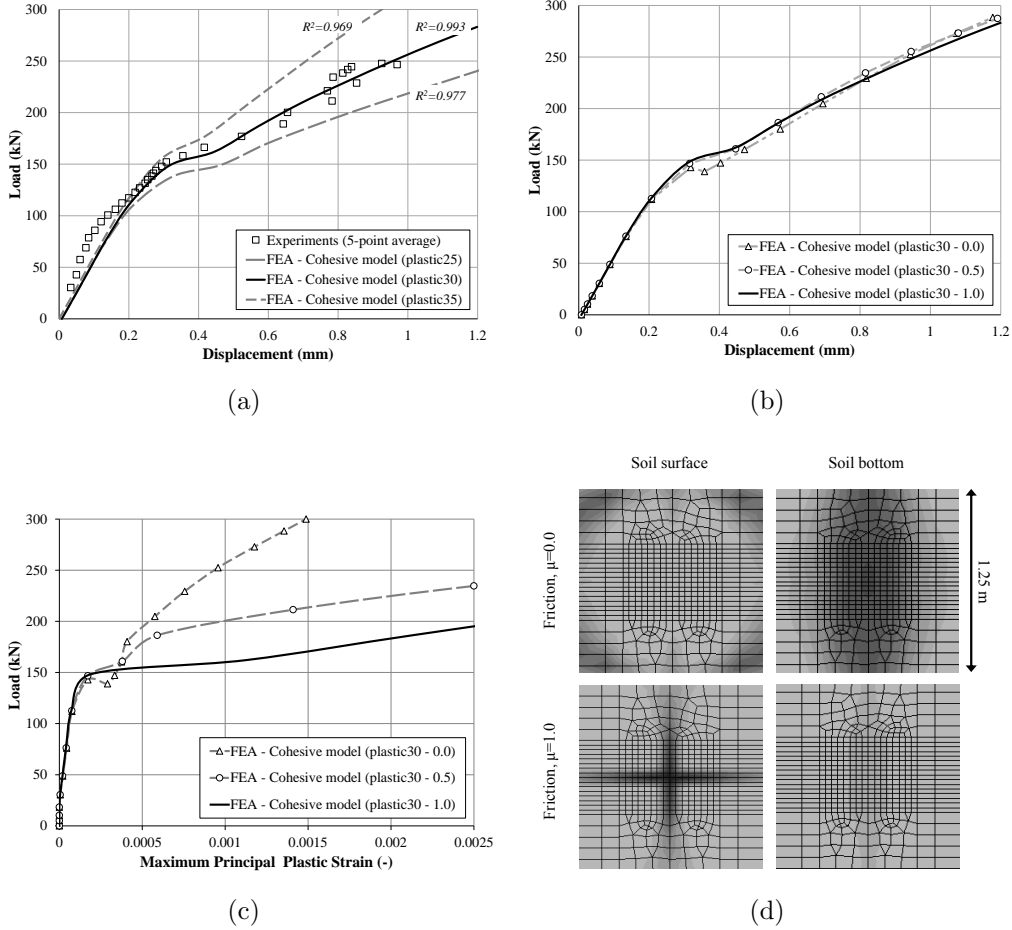 300
250
200
150
100
50
0
Load (kN)
0
0.2
0.4
0.6
0.8
1
1.2
Displacement (mm)
R²=0.969
R²=0.993
R²=0.977
Experiments (5-point average)
FEA - Cohesive model (plastic25)
FEA - Cohesive model (plastic30)
FEA - Cohesive model (plastic35)
(a)
300
250
200
150
100
50
0
Load (kN)
0
0.2
0.4
0.6
0.8
1
1.2
Displacement (mm)
FEA - Cohesive model (plastic30 - 0.0)
FEA - Cohesive model (plastic30 - 0.5)
FEA - Cohesive model (plastic30 - 1.0)
(b)
300
250
200
150
100
50
0
Load (kN)
0
0.0005
0.001
0.0015
0.002
0.0025
Maximum Principal Plastic Strain (-)
FEA - Cohesive model (plastic30 - 0.0)
FEA - Cohesive model (plastic30 - 0.5)
FEA - Cohesive model (plastic30 - 1.0)
(c)
Soil surface
Soil bottom
Friction, μ=0.0
1.25 m
Friction, μ=1.0
(d)